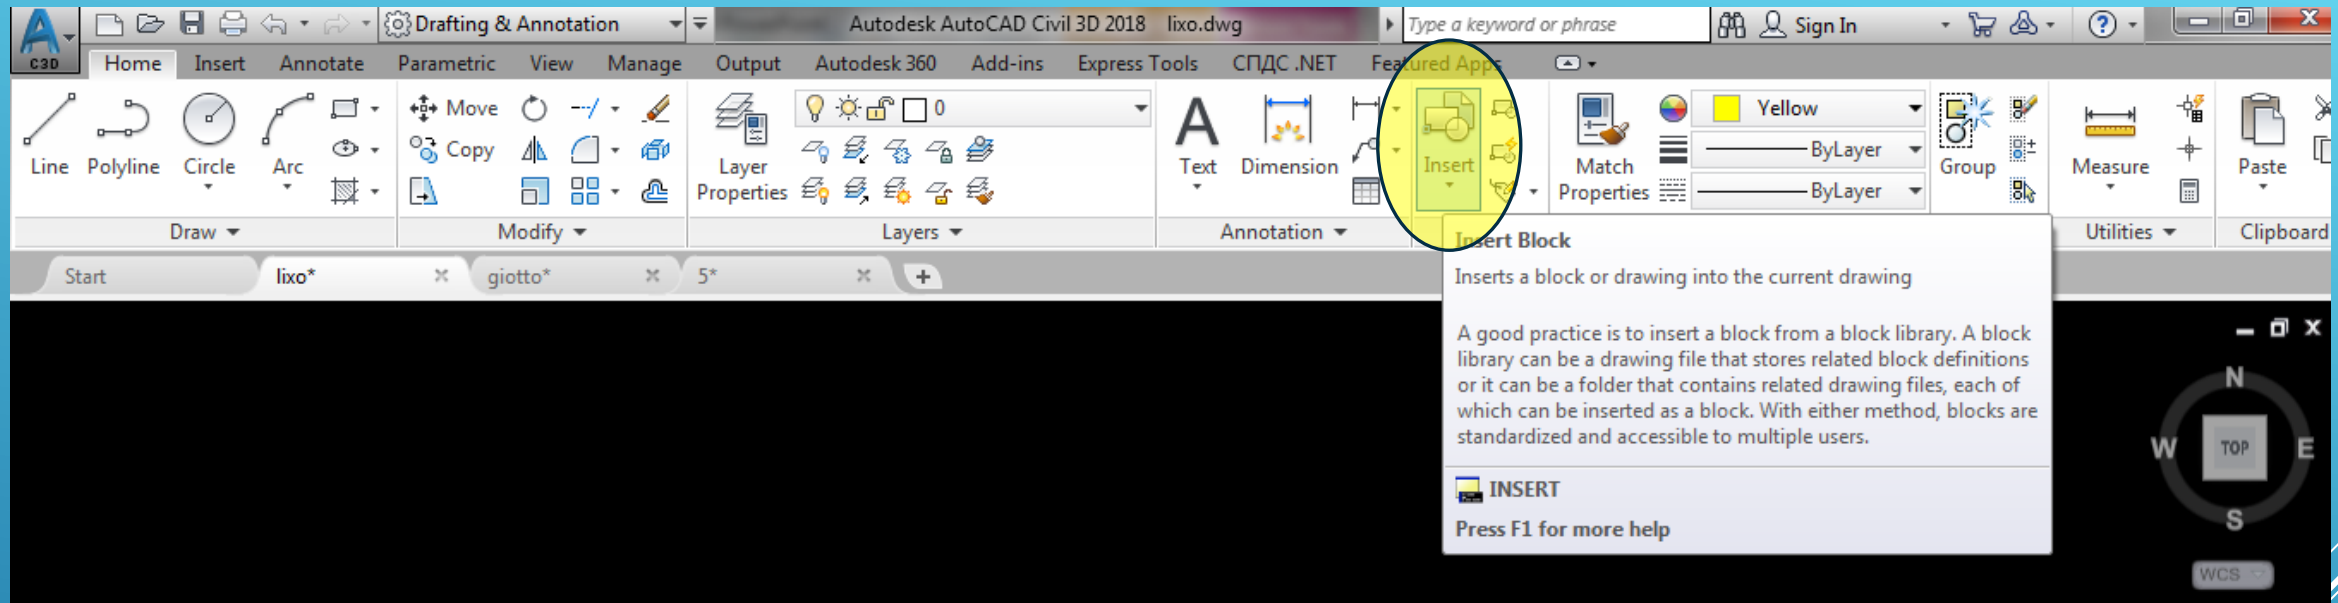 Drafting & Annotation
Autodesk AutoCAD Civil 3D 2018 lixo.dwg
Type a keyword or phrase
Sign In
C3D
Home Insert Annotate Parametric View Manage Output Autodesk 360 Add-ins Express Tools СПДС .NET Featured Apps
Line Polyline Circle Arc
Move
Copy
Layer
Properties
0
Text Dimension
Insert
Match
Properties
Yellow
ByLayer
ByLayer
Group
Measure
Paste
Draw Modify Layers Annotation Utilities Clipboard
Start lixo* giotto* 5*
Insert Block
Inserts a block or drawing into the current drawing
A good practice is to insert a block from a block library. A block
library can be a drawing file that stores related block definitions
or it can be a folder that contains related drawing files, each of
which can be inserted as a block. With either method, blocks are
standardized and accessible to multiple users.
INSERT
Press F1 for more help
N
W TOP E
S
WCS